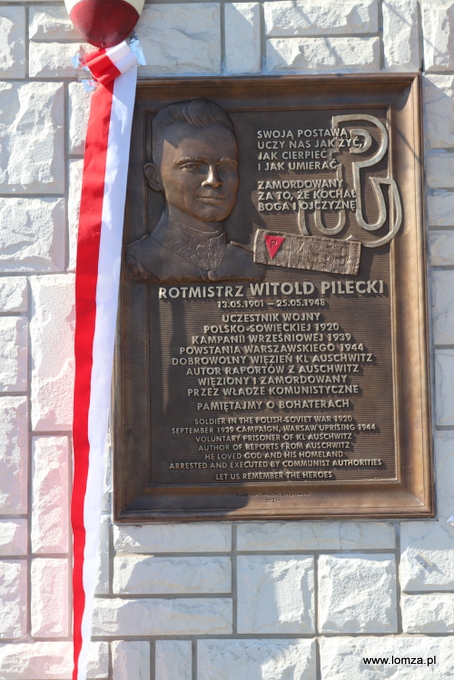 SWOJĄ POSTAWĄ
UCZY NAS JAK ŻYĆ,
JAK CIERPIEĆ
I JAK UMIERAĆ
ZAMORDOWANY
ZA TO, ŻE KOCHAŁ
BOGA I OJCZYZNĘ
P
ROTMISTRZ WITOLD PILECKI
13.05.1901 – 25.05.1948
UCZESTNIK WOJNY
POLSKO-SOWIECKIEJ 1920
KAMPANII WRZEŚNIOWEJ 1939
POWSTANIA WARSZAWSKIEGO 1944
DOBROWOLNY WIĘZIEŃ KL AUSCHWITZ
AUTOR RAPORTÓW Z AUSCHWITZ
WIĘZIONY I ZAMORDOWANY
PRZEZ WŁADZE KOMUNISTYCZNE
PAMIĘTAJMY O BOHATERACH
SOLDIER IN THE POLISH-SOVIET WAR 1920
SEPTEMBER 1939 CAMPAIGN, WARSAW UPRISING 1944
VOLUNTARY PRISONER OF KL AUSCHWITZ
AUTHOR OF REPORTS FROM AUSCHWITZ
HE LOVED GOD AND HIS HOMELAND
ARRESTED AND EXECUTED BY COMMUNIST AUTHORITIES
LET US REMEMBER THE HEROES
www.lomza.pl